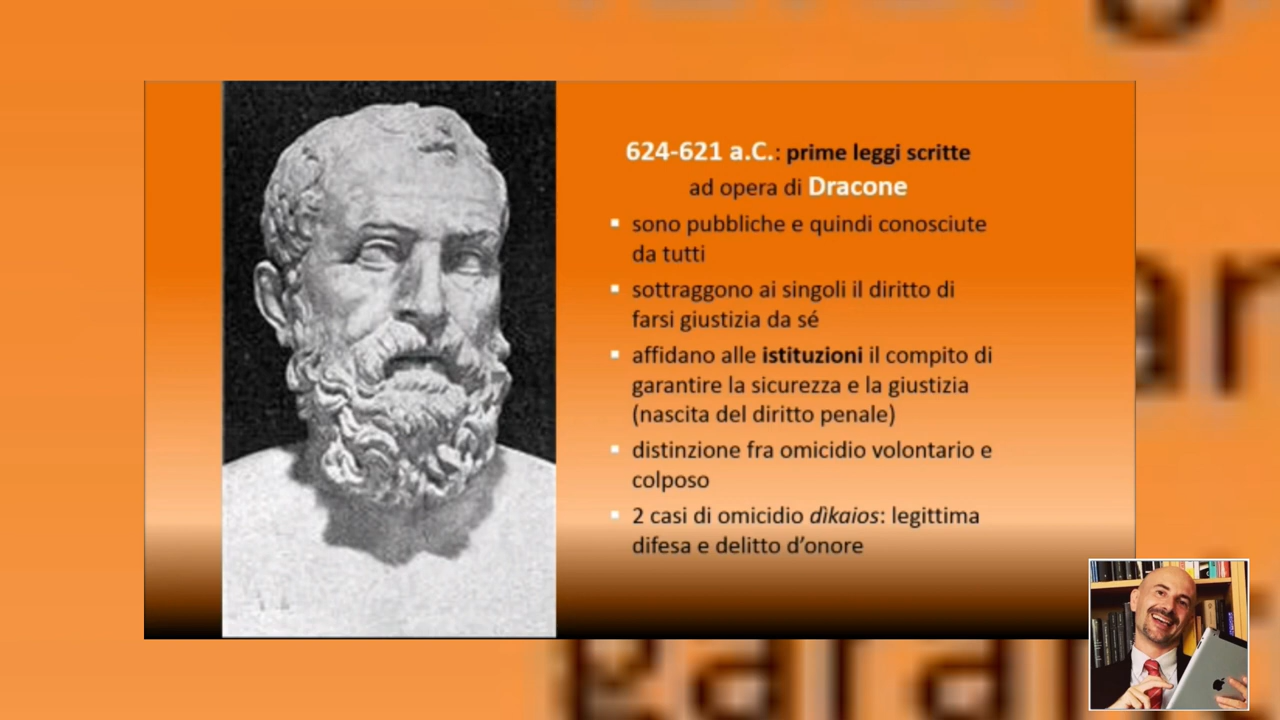 624-621 a.C.: prime leggi scritte
ad opera di Dracone
▪ sono pubbliche e quindi conosciute
da tutti
▪ sottraggono ai singoli il diritto di
farsi giustizia da sé
▪ affidano alle istituzioni il compito di
garantire la sicurezza e la giustizia
(nascita del diritto penale)
▪ distinzione fra omicidio volontario e
colposo
▪ 2 casi di omicidio dìkaios: legittima
difesa e delitto d'onore